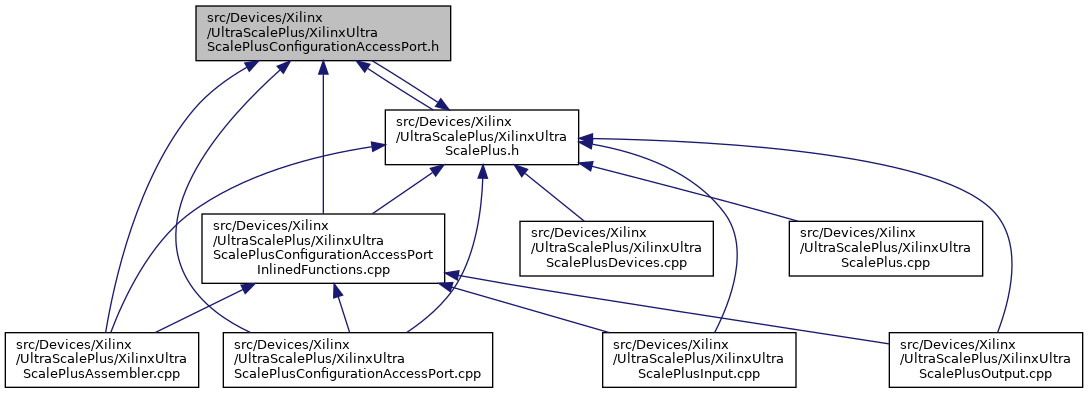 src/Devices/Xilinx
/UltraScalePlus/XilinxUltra
ScalePlusConfigurationAccessPort.h
src/Devices/Xilinx
/UltraScalePlus/XilinxUltra
ScalePlus.h
src/Devices/Xilinx
/UltraScalePlus/XilinxUltra
ScalePlusConfigurationAccessPort
InlinedFunctions.cpp
src/Devices/Xilinx
/UltraScalePlus/XilinxUltra
ScalePlusDevices.cpp
src/Devices/Xilinx
/UltraScalePlus/XilinxUltra
ScalePlus.cpp
src/Devices/Xilinx
/UltraScalePlus/XilinxUltra
ScalePlusAssembler.cpp
src/Devices/Xilinx
/UltraScalePlus/XilinxUltra
ScalePlusConfigurationAccessPort.cpp
src/Devices/Xilinx
/UltraScalePlus/XilinxUltra
ScalePlusInput.cpp
src/Devices/Xilinx
/UltraScalePlus/XilinxUltra
ScalePlusOutput.cpp